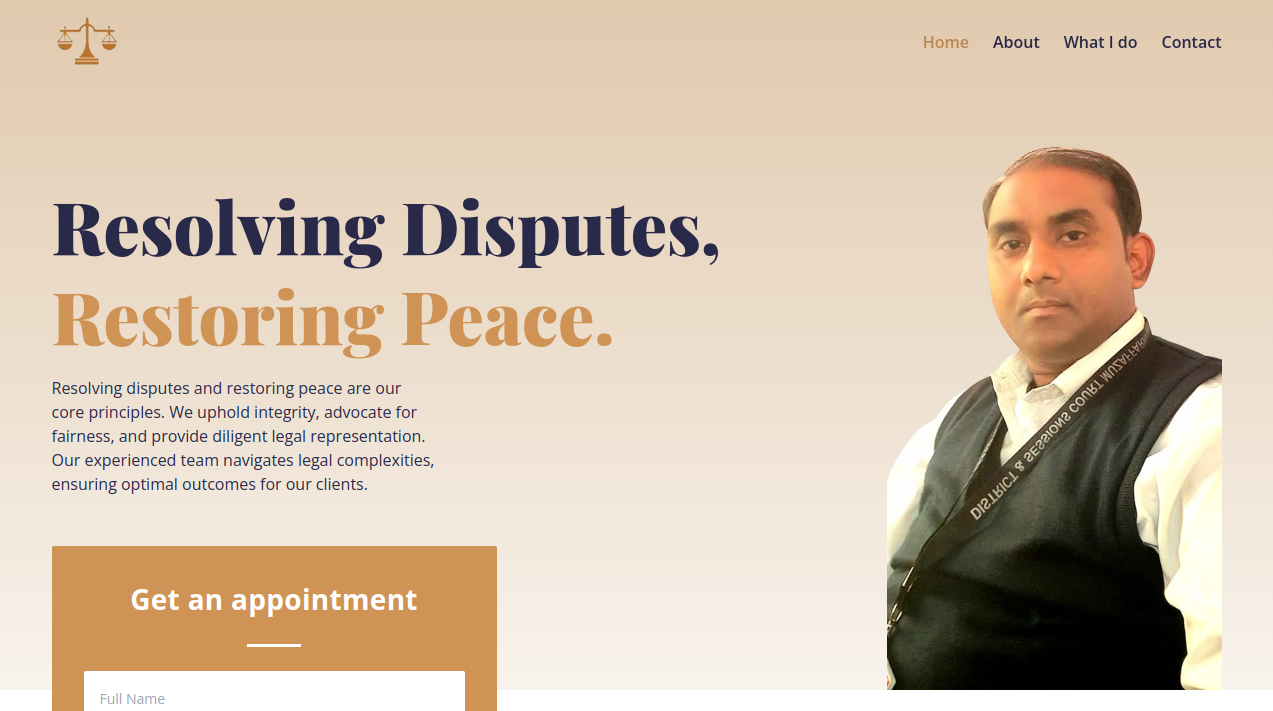 Home About What I do Contact
Resolving Disputes,
Restoring Peace.
Resolving disputes and restoring peace are our
core principles. We uphold integrity, advocate for
fairness, and provide diligent legal representation.
Our experienced team navigates legal complexities,
ensuring optimal outcomes for our clients.
DISTRICT & SESSIONS COURT
Get an appointment
Full Name